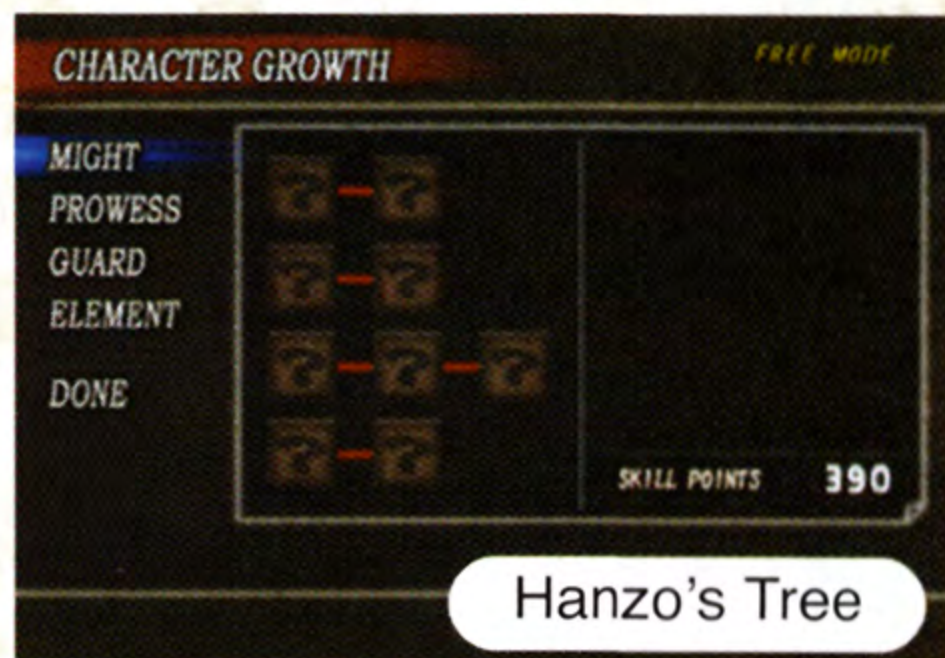 CHARACTER GROWTH
FREE MODE
MIGHT
PROWESS
GUARD
ELEMENT
DONE
? ?
? ?
? ? ?
? ?
SKILL POINTS 390
Hanzo's Tree